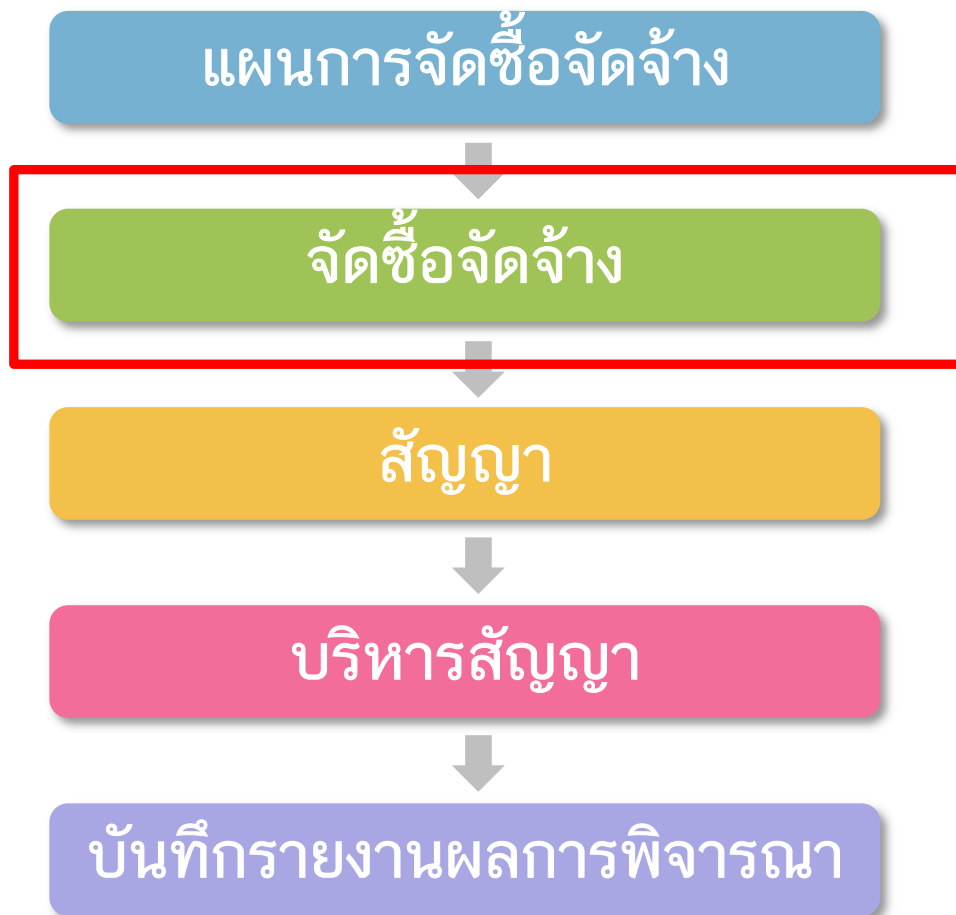 แผนการจัดซื้อจัดจ้าง
จัดซื้อจัดจ้าง
สัญญา
บริหารสัญญา
บันทึกรายงานผลการพิจารณา